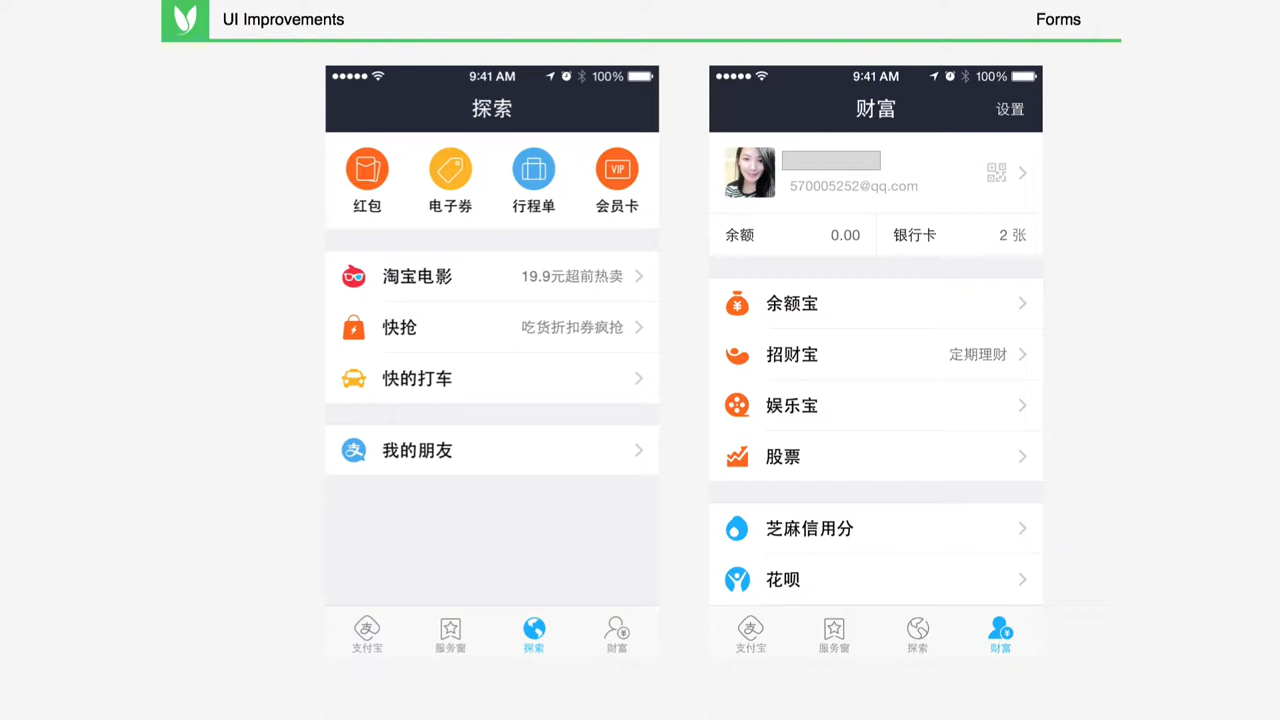 UI Improvements
Forms
9:41 AM
100%
探索
红包
电子券
行程单
VIP
会员卡
淘宝电影
19.9元超前热卖
快抢
吃货折扣券疯抢
快的打车
支
我的朋友
支
支付宝
服务窗
探索
¥
财富
9:41 AM
100%
财富
设置
570005252@qq.com
余额
0.00
银行卡
2 张
¥
余额宝
招财宝
定期理财
娱乐宝
股票
芝麻信用分
花呗
支
支付宝
服务窗
探索
¥
财富